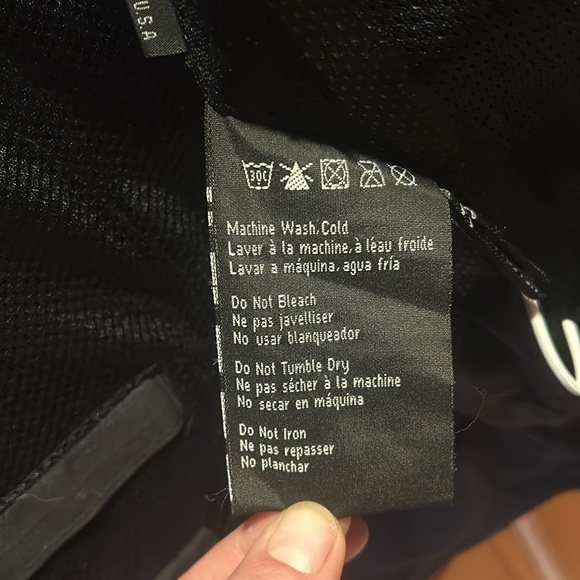 U.S.A
30C
Machine Wash, Cold
Laver à la machine, à léau froide
Lavar a máquina, agua fría
Do Not Bleach
Ne pas javelliser
No usar blanqueador
Do Not Tumble Dry
Ne pas sécher à la machine
No secar en máquina
Do Not Iron
Ne pas repasser
No planchar